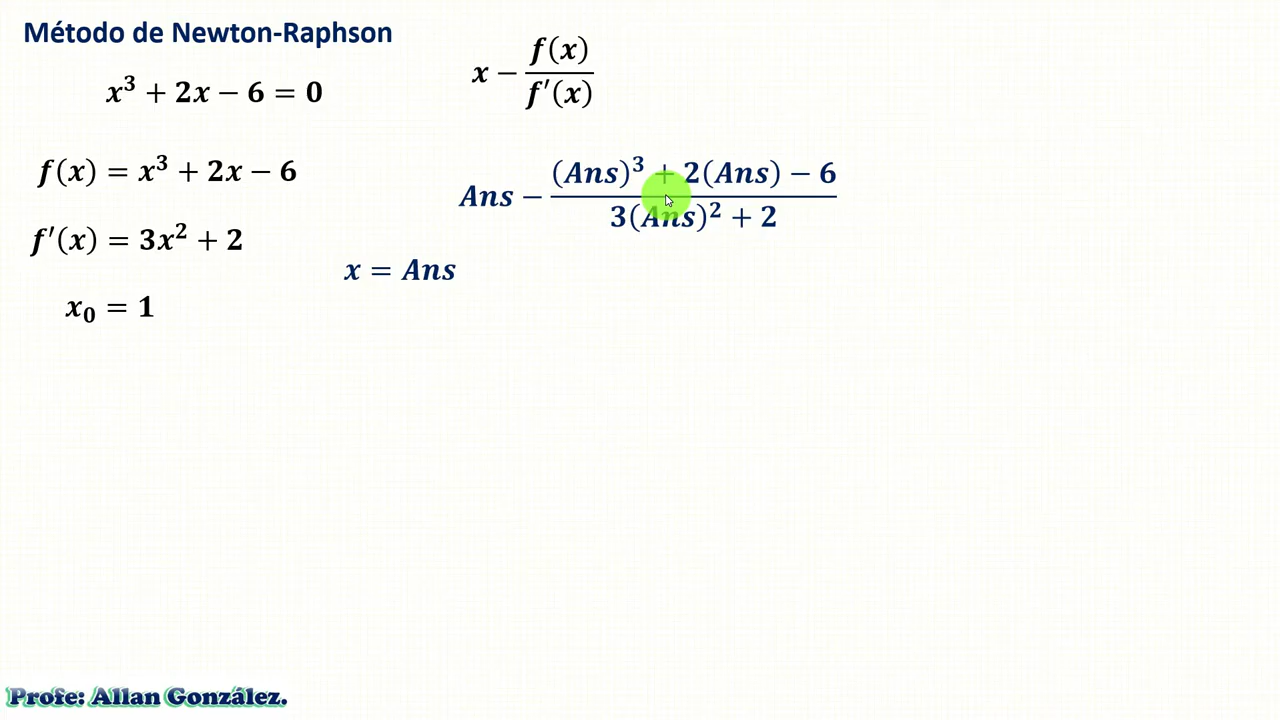 Método de Newton-Raphson
x³ + 2x − 6 = 0
x − f(x) / f′(x)
f(x) = x³ + 2x − 6
Ans − (Ans)³ + 2(Ans) − 6 / 3(Ans)² + 2
f′(x) = 3x² + 2
x = Ans
x₀ = 1
Profe: Allan González.